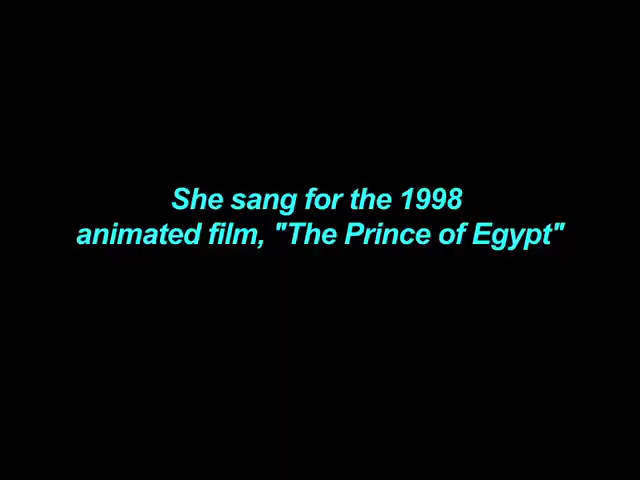 She sang for the 1998
animated film, "The Prince of Egypt"